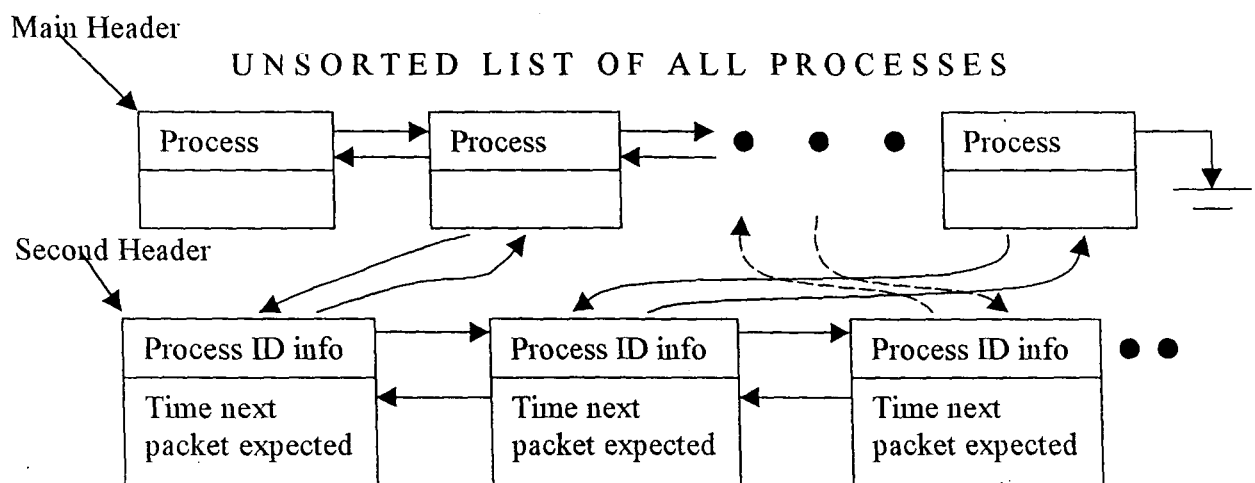 Main Header
UNSORTED LIST OF ALL PROCESSES
Process
Process
Process
Second Header
Process ID info
Process ID info
Process ID info
Time next
packet expected
Time next
packet expected
Time next
packet expected